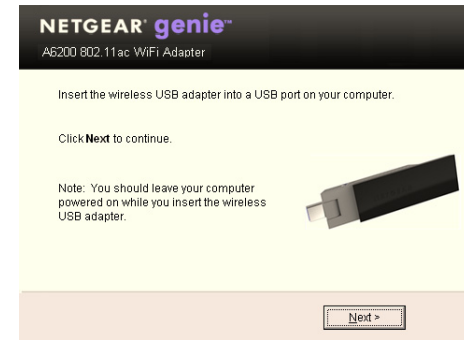 NETGEAR® genie™
A6200 802.11ac WiFi Adapter
Insert the wireless USB adapter into a USB port on your computer.
Click Next to continue.
Note: You should leave your computer
powered on while you insert the wireless
USB adapter.
Next >